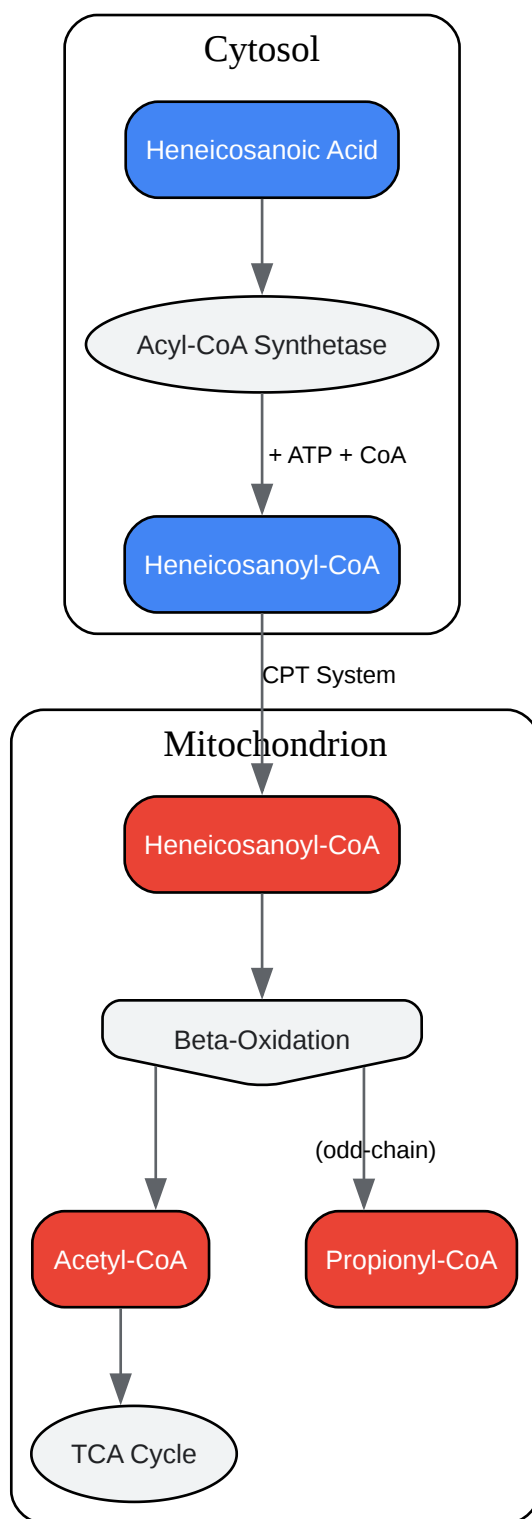 Cytosol
Heneicosanoic Acid
Acyl-CoA Synthetase
+ ATP + CoA
Heneicosanoyl-CoA
CPT System
Mitochondrion
Heneicosanoyl-CoA
Beta-Oxidation
(odd-chain)
Acetyl-CoA
Propionyl-CoA
TCA Cycle